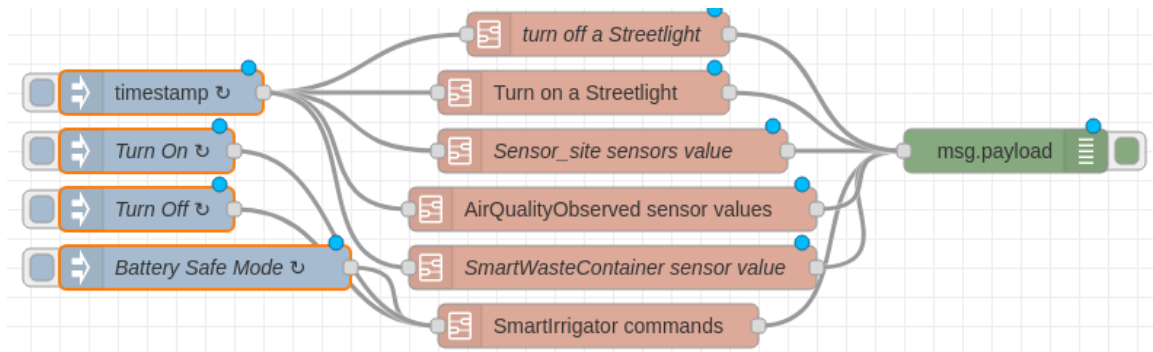 turn off a Streetlight
timestamp ↻
Turn on a Streetlight
Turn On ↻
Sensor_site sensors value
msg.payload
Turn Off ↻
AirQualityObserved sensor values
Battery Safe Mode ↻
SmartWasteContainer sensor value
SmartIrrigator commands